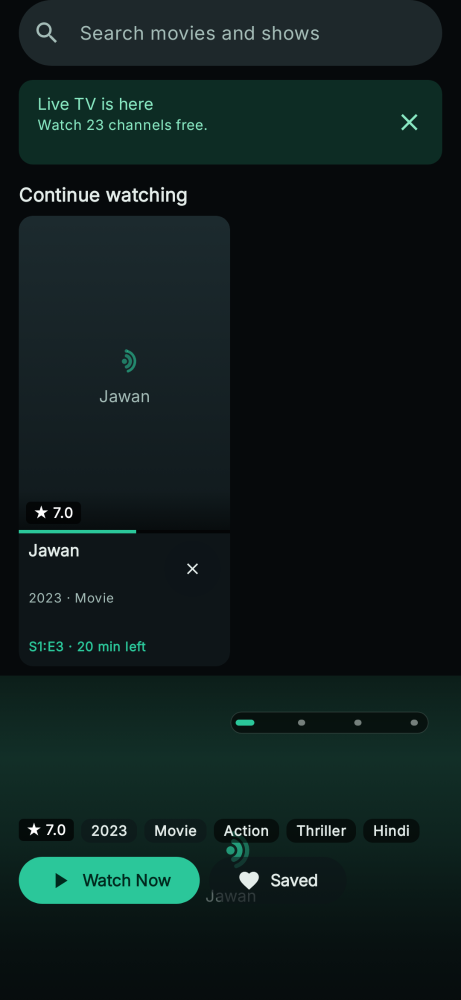 Search movies and shows
Live TV is here
Watch 23 channels free.
Continue watching
Jawan
★ 7.0
Jawan
2023 · Movie
S1:E3 · 20 min left
★ 7.0 2023 Movie Action Thriller Hindi
Watch Now Saved
Jawan